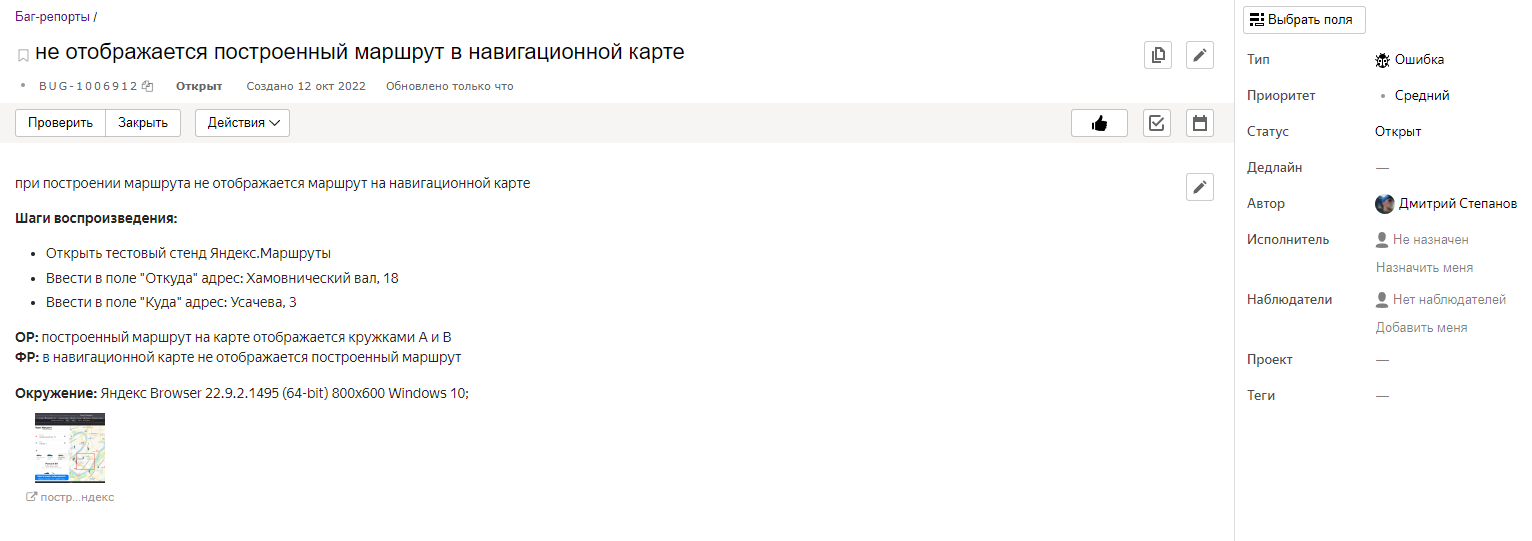 Баг-репорты /
не отображается построенный маршрут в навигационной карте
BUG-1006912 Открыт Создано 12 окт 2022 Обновлено только что
Проверить Закрыть Действия
при построении маршрута не отображается маршрут на навигационной карте
Шаги воспроизведения:
• Открыть тестовый стенд Яндекс.Маршруты
• Ввести в поле "Откуда" адрес: Хамовнический вал, 18
• Ввести в поле "Куда" адрес: Усачева, 3
ОР: построенный маршрут на карте отображается кружками А и В
ФР: в навигационной карте не отображается построенный маршрут
Окружение: Яндекс Browser 22.9.2.1495 (64-bit) 800x600 Windows 10;
постр...ндекс
Выбрать поля
Тип Ошибка
Приоритет Средний
Статус Открыт
Дедлайн —
Автор Дмитрий Степанов
Исполнитель Не назначен
Назначить меня
Наблюдатели Нет наблюдателей
Добавить меня
Проект —
Теги —